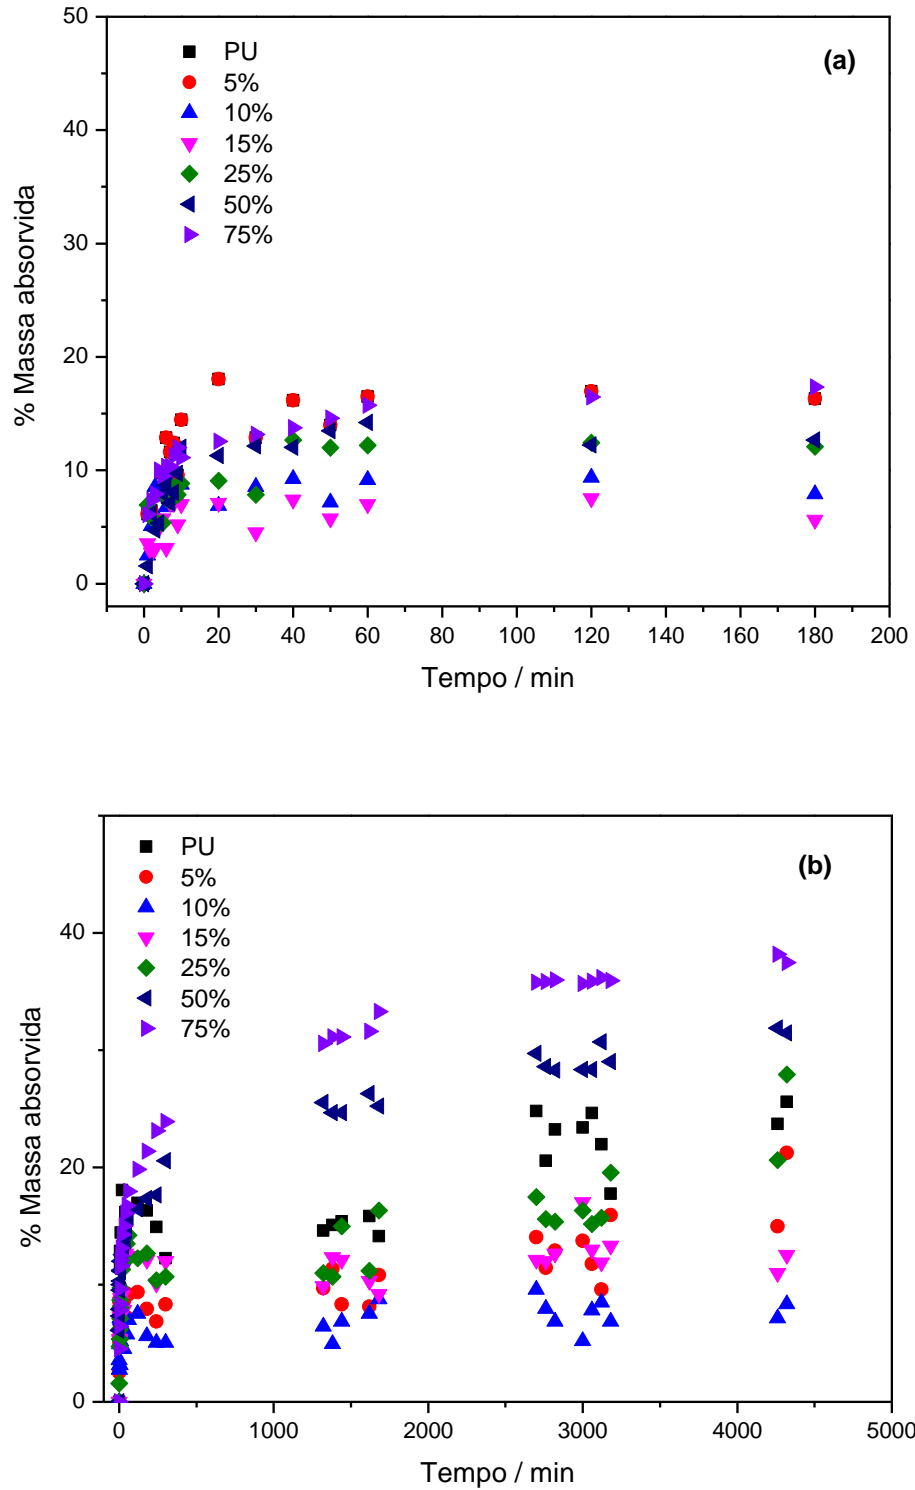 50
(a)
PU
5%
10%
15%
25%
50%
75%
40
30
20
10
0
% Massa absorvida
0 20 40 60 80 100 120 140 160 180 200
Tempo / min
(b)
PU
5%
10%
15%
25%
50%
75%
40
20
0
% Massa absorvida
0 1000 2000 3000 4000 5000
Tempo / min